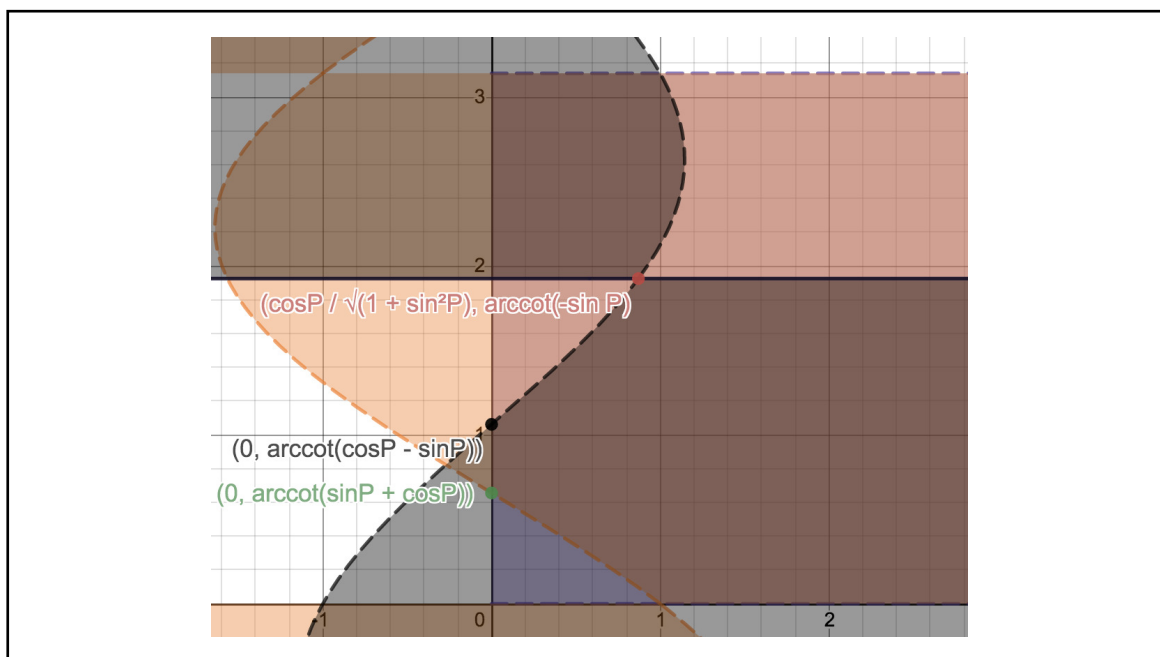 3
2
(cosP / √(1 + sin²P), arccot(-sin P)
1
(0, arccot(cosP - sinP))
(0, arccot(sinP + cosP))
-1 0 1 2